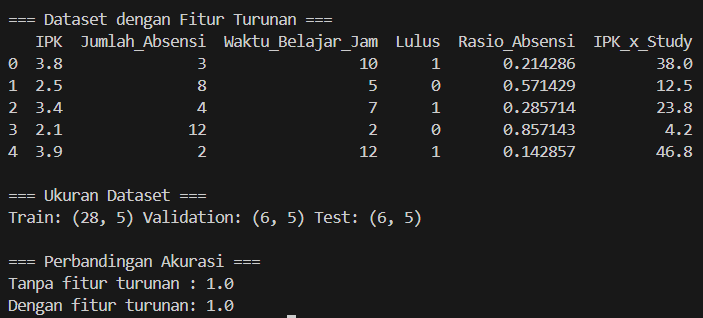 === Dataset dengan Fitur Turunan ===
IPK Jumlah_Absensi Waktu_Belajar_Jam Lulus Rasio_Absensi IPK_x_Study
0 3.8 3 10 1 0.214286 38.0
1 2.5 8 5 0 0.571429 12.5
2 3.4 4 7 1 0.285714 23.8
3 2.1 12 2 0 0.857143 4.2
4 3.9 2 12 1 0.142857 46.8
=== Ukuran Dataset ===
Train: (28, 5) Validation: (6, 5) Test: (6, 5)
=== Perbandingan Akurasi ===
Tanpa fitur turunan : 1.0
Dengan fitur turunan: 1.0